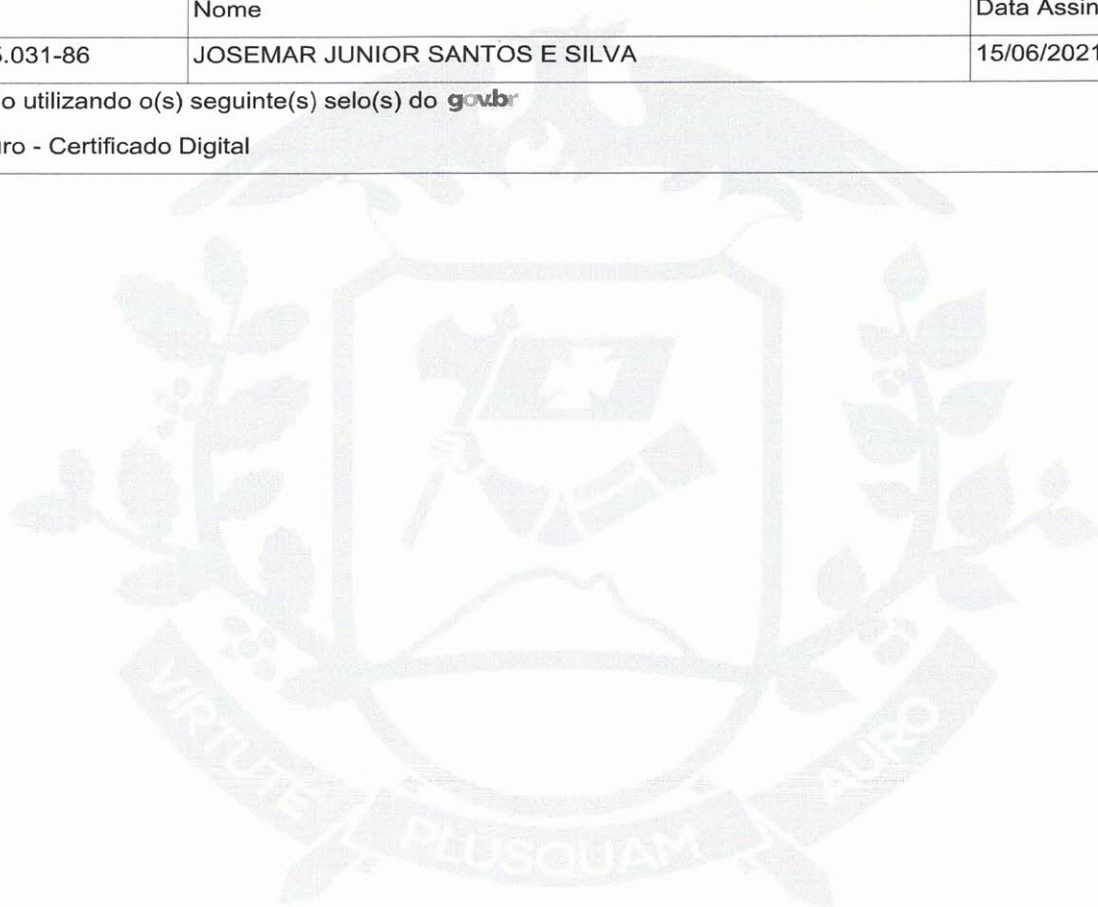 Nome Data Assin
5.031-86 JOSEMAR JUNIOR SANTOS E SILVA 15/06/2021
o utilizando o(s) seguinte(s) selo(s) do gov.br
uro - Certificado Digital
VIRTUTE PLUSQUAM AURO